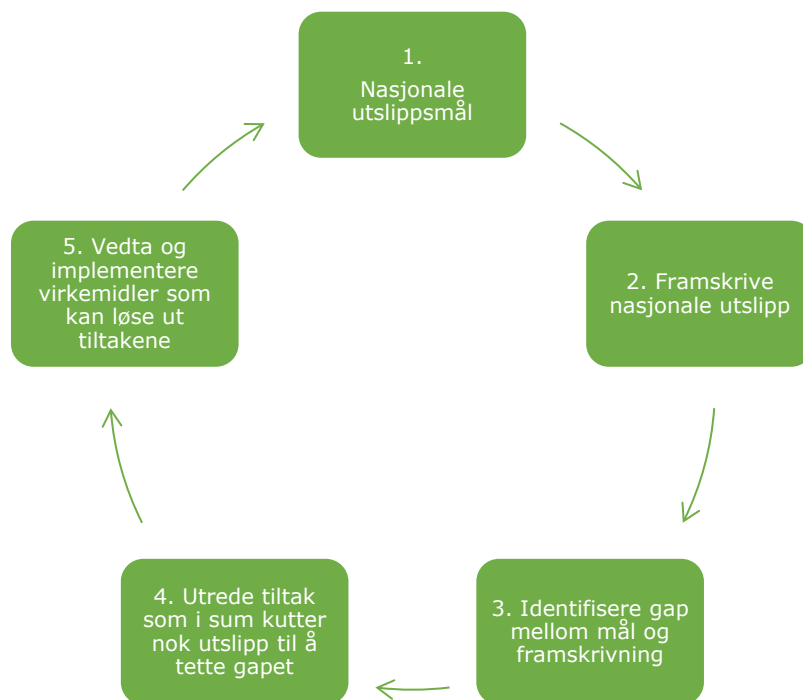 1.
Nasjonale
utslippsmål
2. Framskrive
nasjonale utslipp
3. Identifisere gap
mellom mål og
framskrivning
4. Utrede tiltak
som i sum kutter
nok utslipp til å
tette gapet
5. Vedta og
implementere
virkemidler som
kan løse ut
tiltakene